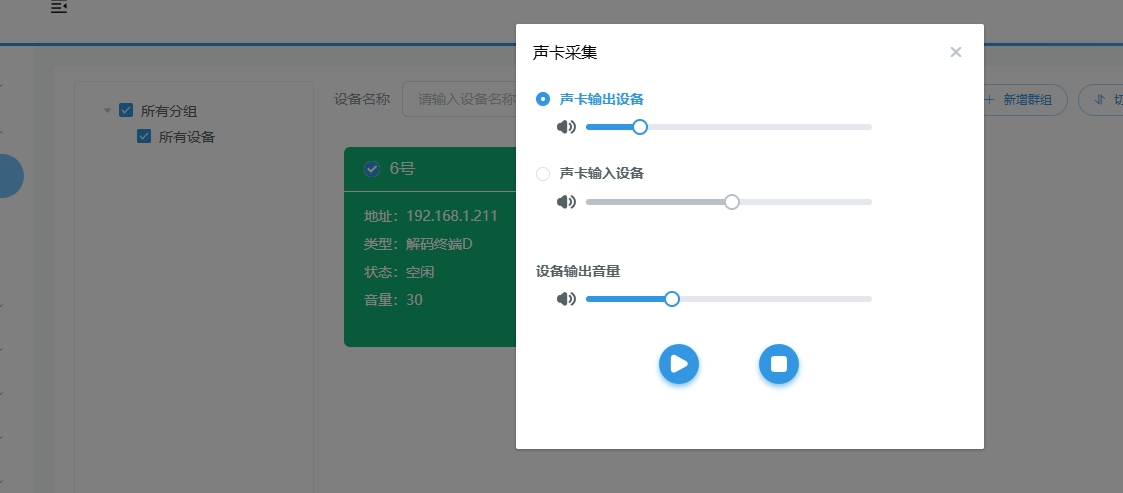 声卡采集
所有分组
所有设备
设备名称
请输入设备名称
新增群组
切
6号
地址：192.168.1.211
类型：解码终端D
状态：空闲
音量：30
声卡输出设备
声卡输入设备
设备输出音量